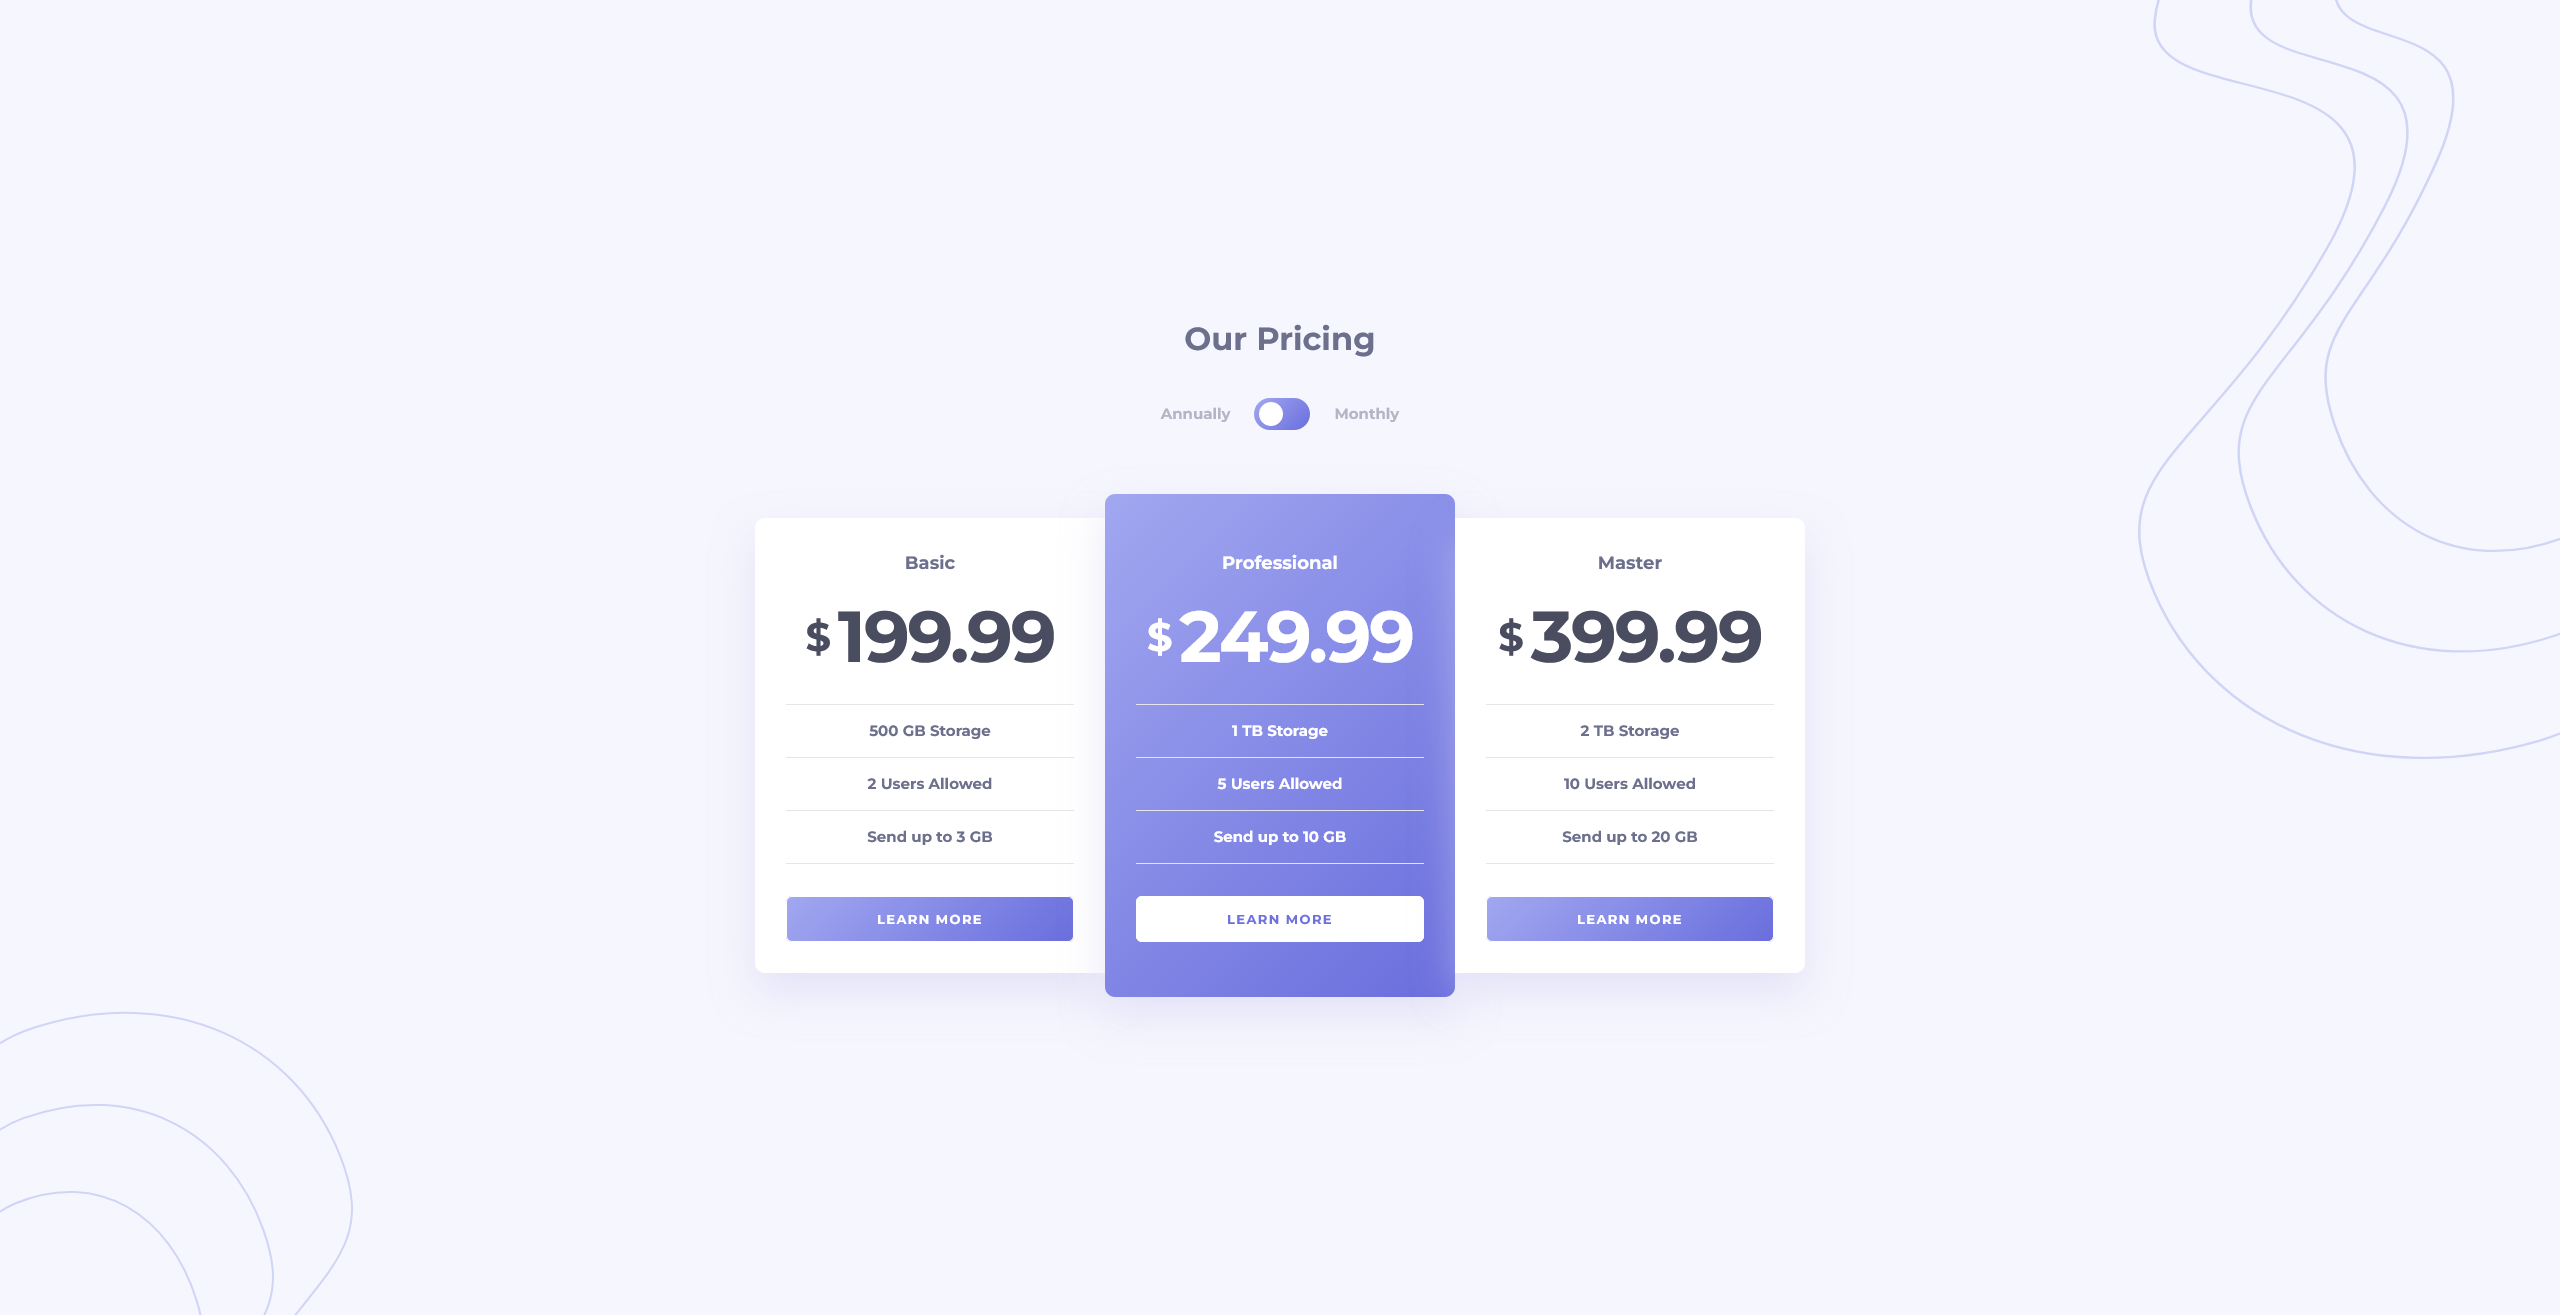 Our Pricing
Annually
Monthly
Basic
$199.99
500 GB Storage
2 Users Allowed
Send up to 3 GB
LEARN MORE
Professional
$249.99
1 TB Storage
5 Users Allowed
Send up to 10 GB
LEARN MORE
Master
$399.99
2 TB Storage
10 Users Allowed
Send up to 20 GB
LEARN MORE